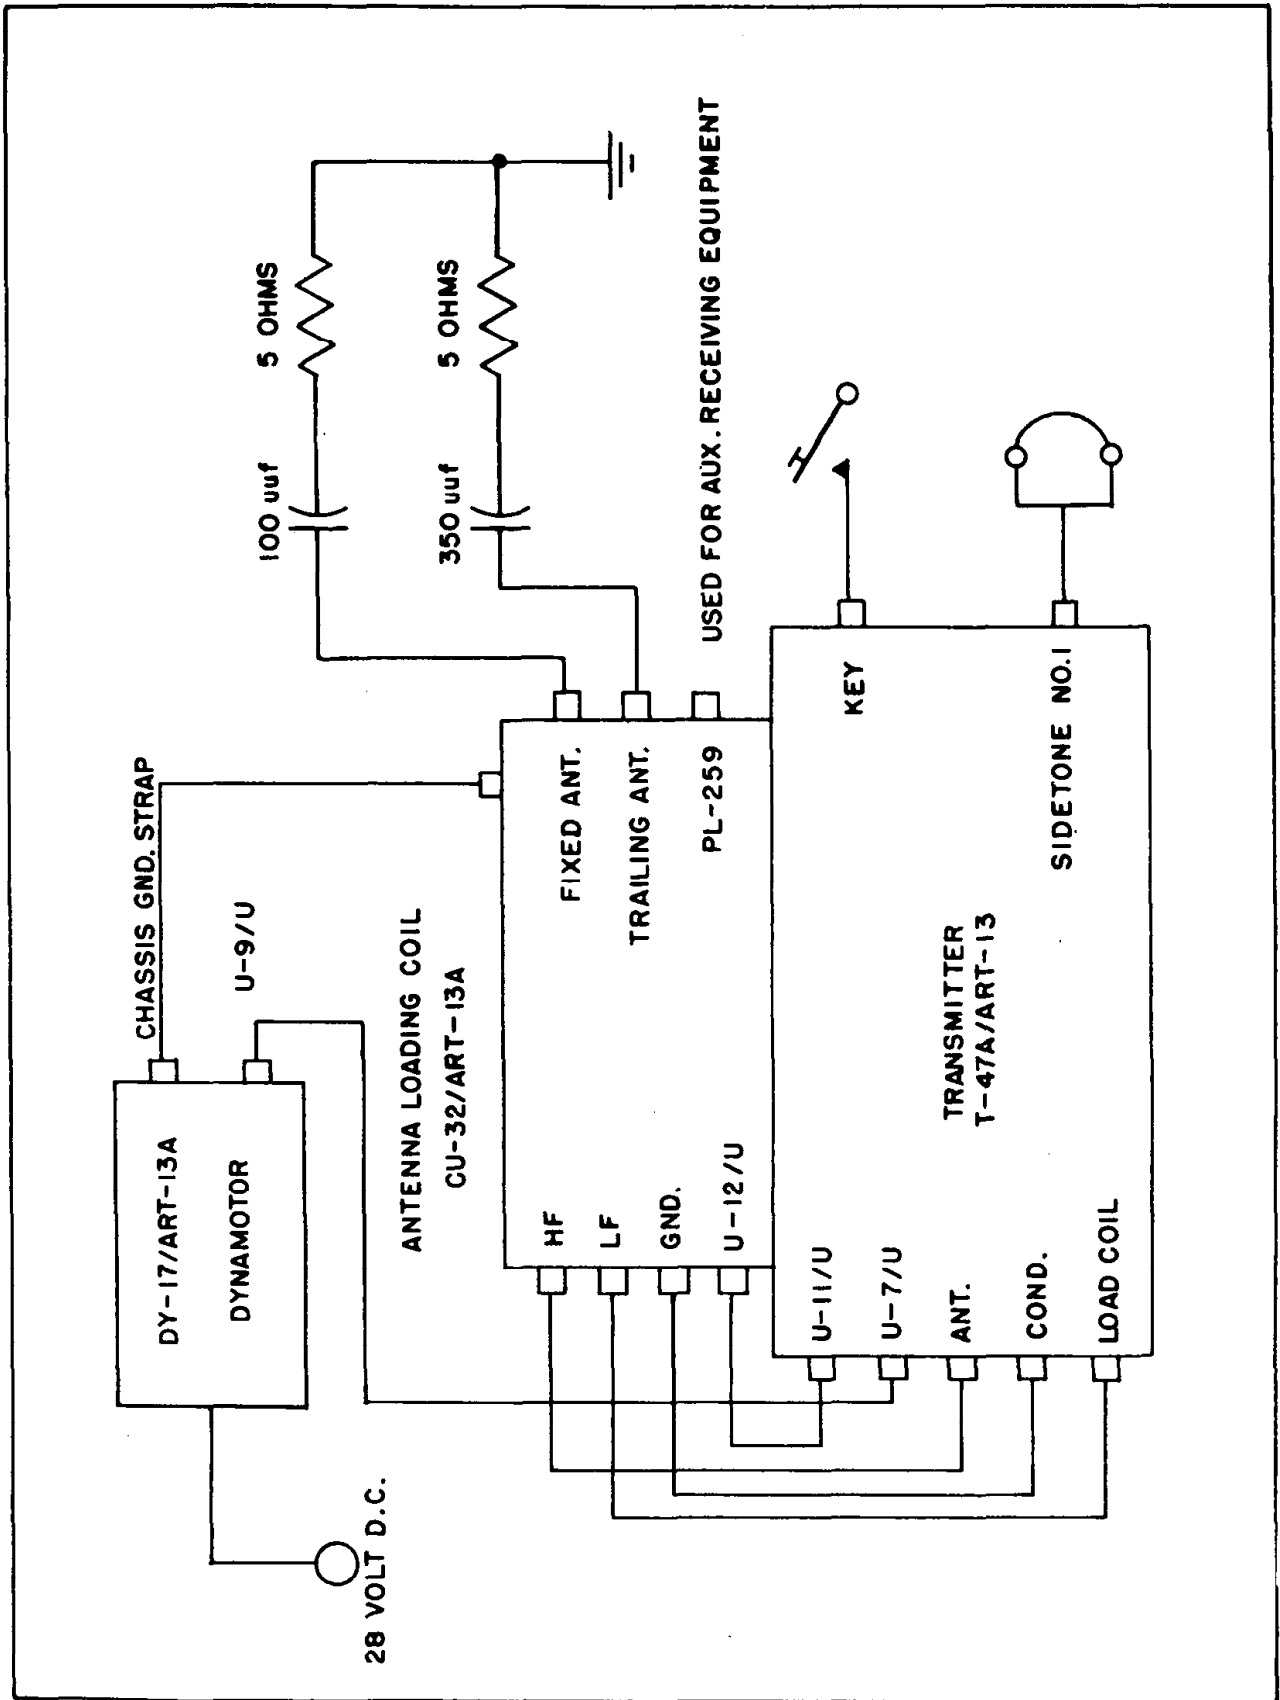 28 VOLT D.C.
DY-17/ART-13A
DYNAMOTOR
CHASSIS GND. STRAP
U-9/U
ANTENNA LOADING COIL
CU-32/ART-13A
HF
LF
GND.
U-12/U
FIXED ANT.
TRAILING ANT.
PL-259
100 uuf
5 OHMS
350 uuf
5 OHMS
USED FOR AUX. RECEIVING EQUIPMENT
U-11/U
U-7/U
ANT.
COND.
LOAD COIL
TRANSMITTER
T-47A/ART-13
KEY
SIDETONE NO.1